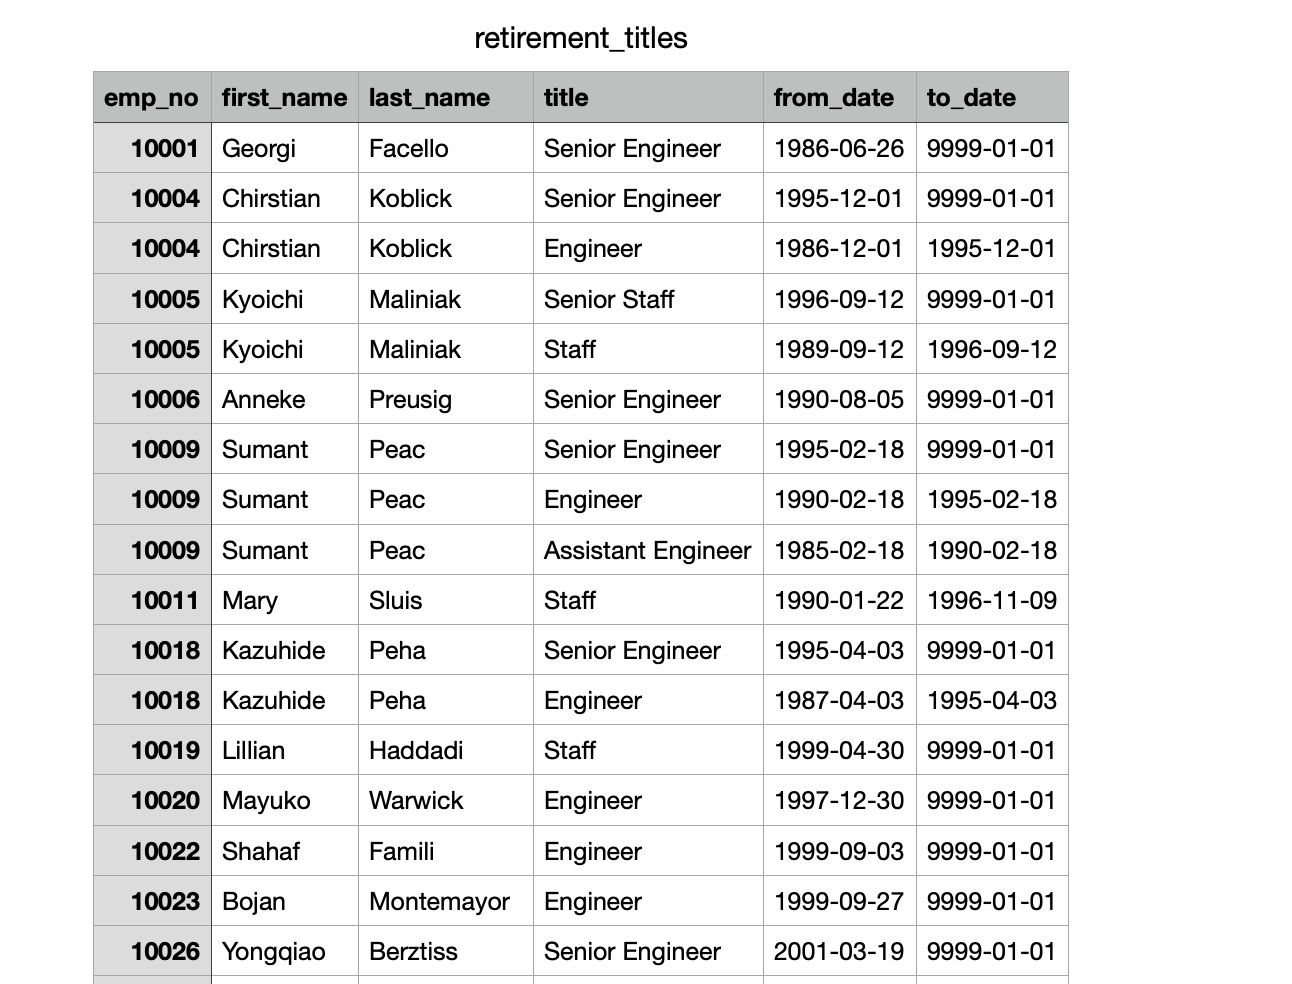 retirement_titles
emp_no first_name last_name title from_date to_date
10001 Georgi Facello Senior Engineer 1986-06-26 9999-01-01
10004 Chirstian Koblick Senior Engineer 1995-12-01 9999-01-01
10004 Chirstian Koblick Engineer 1986-12-01 1995-12-01
10005 Kyoichi Maliniak Senior Staff 1996-09-12 9999-01-01
10005 Kyoichi Maliniak Staff 1989-09-12 1996-09-12
10006 Anneke Preusig Senior Engineer 1990-08-05 9999-01-01
10009 Sumant Peac Senior Engineer 1995-02-18 9999-01-01
10009 Sumant Peac Engineer 1990-02-18 1995-02-18
10009 Sumant Peac Assistant Engineer 1985-02-18 1990-02-18
10011 Mary Sluis Staff 1990-01-22 1996-11-09
10018 Kazuhide Peha Senior Engineer 1995-04-03 9999-01-01
10018 Kazuhide Peha Engineer 1987-04-03 1995-04-03
10019 Lillian Haddadi Staff 1999-04-30 9999-01-01
10020 Mayuko Warwick Engineer 1997-12-30 9999-01-01
10022 Shahaf Famili Engineer 1999-09-03 9999-01-01
10023 Bojan Montemayor Engineer 1999-09-27 9999-01-01
10026 Yongqiao Berztiss Senior Engineer 2001-03-19 9999-01-01